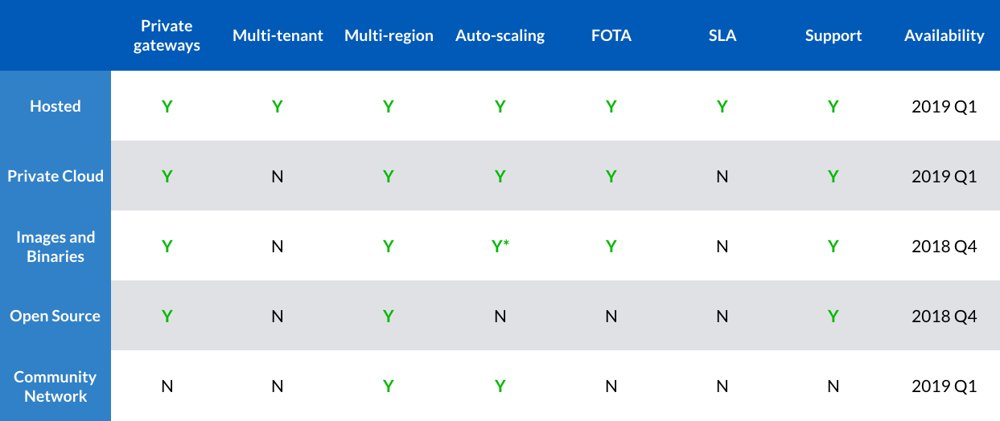 Private gateways Multi-tenant Multi-region Auto-scaling FOTA SLA Support Availability
Hosted Y Y Y Y Y Y Y 2019 Q1
Private Cloud Y N Y Y Y N Y 2019 Q1
Images and Binaries Y N Y Y* Y N Y 2018 Q4
Open Source Y N Y N N N Y 2018 Q4
Community Network N N Y Y N N N 2019 Q1